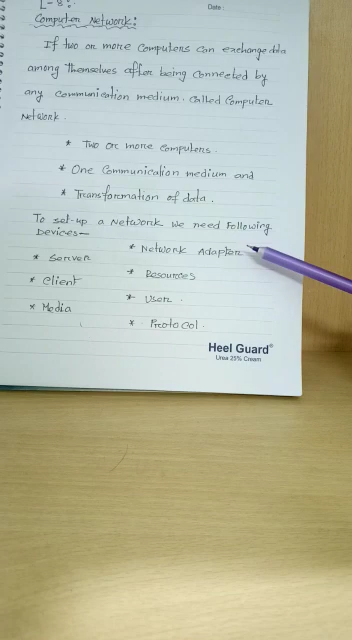 L-8:
Date:
Computer Network:
If two or more computers can exchange data
among themselves after being connected by
any communication medium. Called Computer
Network.
* Two or more computers.
* One Communication medium and
* Transformation of data.
To set-up a Network we need following
Devices—
* Network Adapter
* Server
* Resources
* Client
* User.
* Media
* Protocol.
Heel Guard®
Urea 25% Cream